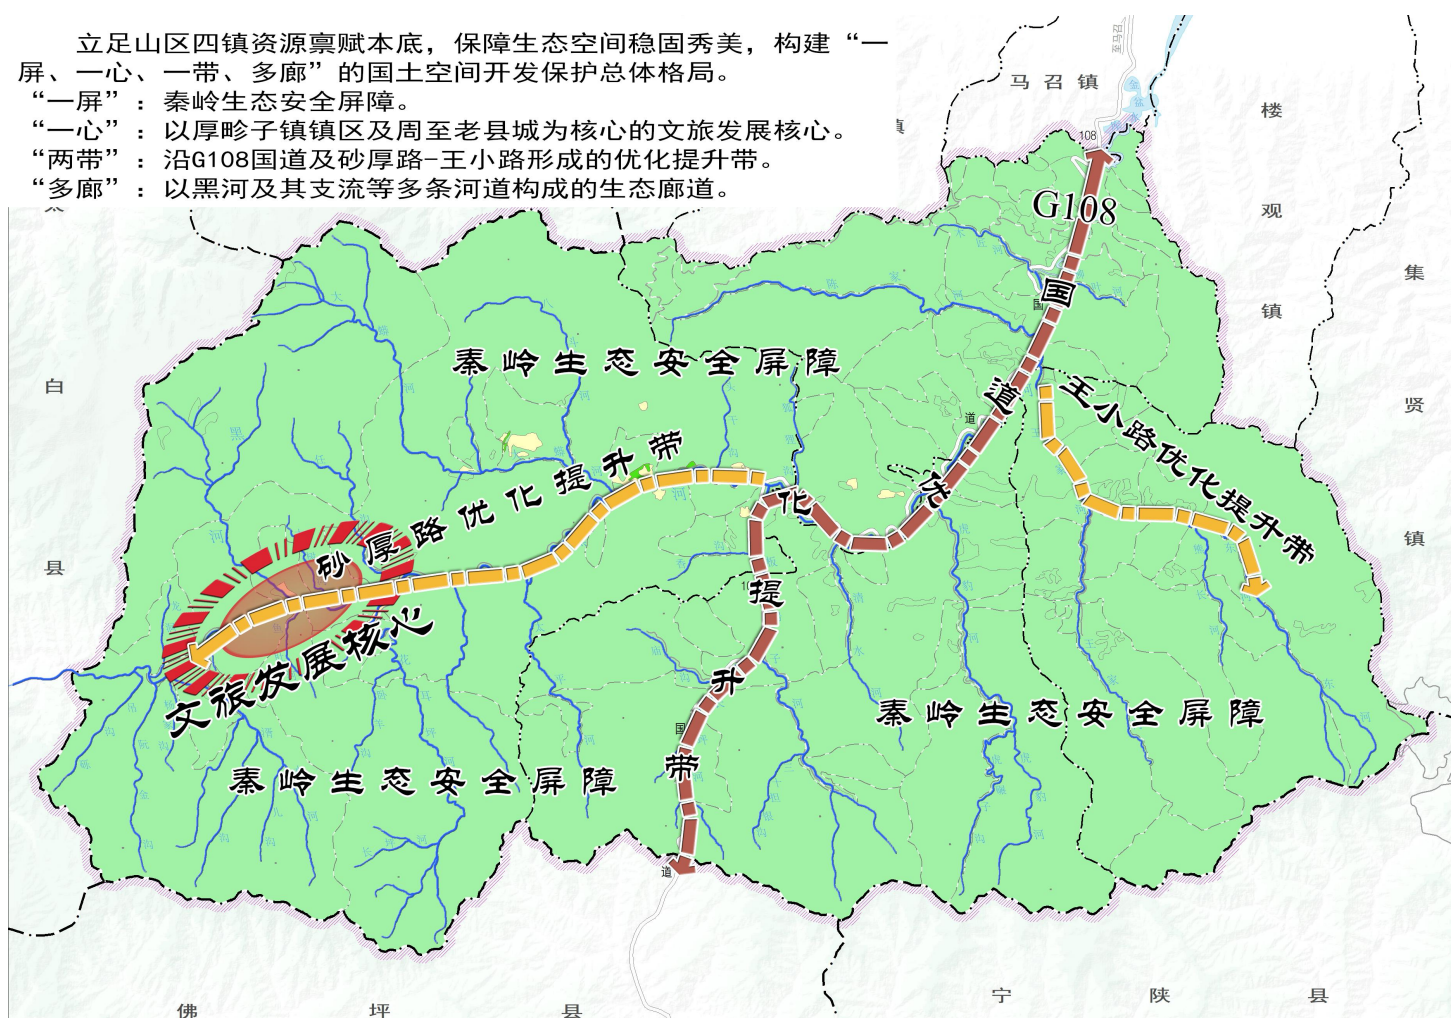 立足山区四镇资源禀赋本底，保障生态空间稳固秀美，构建“一
屏、一心、一带、多廊”的国土空间开发保护总体格局。
“一屏”：秦岭生态安全屏障。
“一心”：以厚畛子镇镇区及周至老县城为核心的文旅发展核心。
“两带”：沿G108国道及砂厚路-王小路形成的优化提升带。
“多廊”：以黑河及其支流等多条河道构成的生态廊道。
马召镇
楼观镇
集贤镇
108
G108
国道优化提升带
国道
王小路优化提升带
秦岭生态安全屏障
砂厚路优化提升带
文旅发展核心
秦岭生态安全屏障
秦岭生态安全屏障
国道
白
县
佛坪县
宁陕县